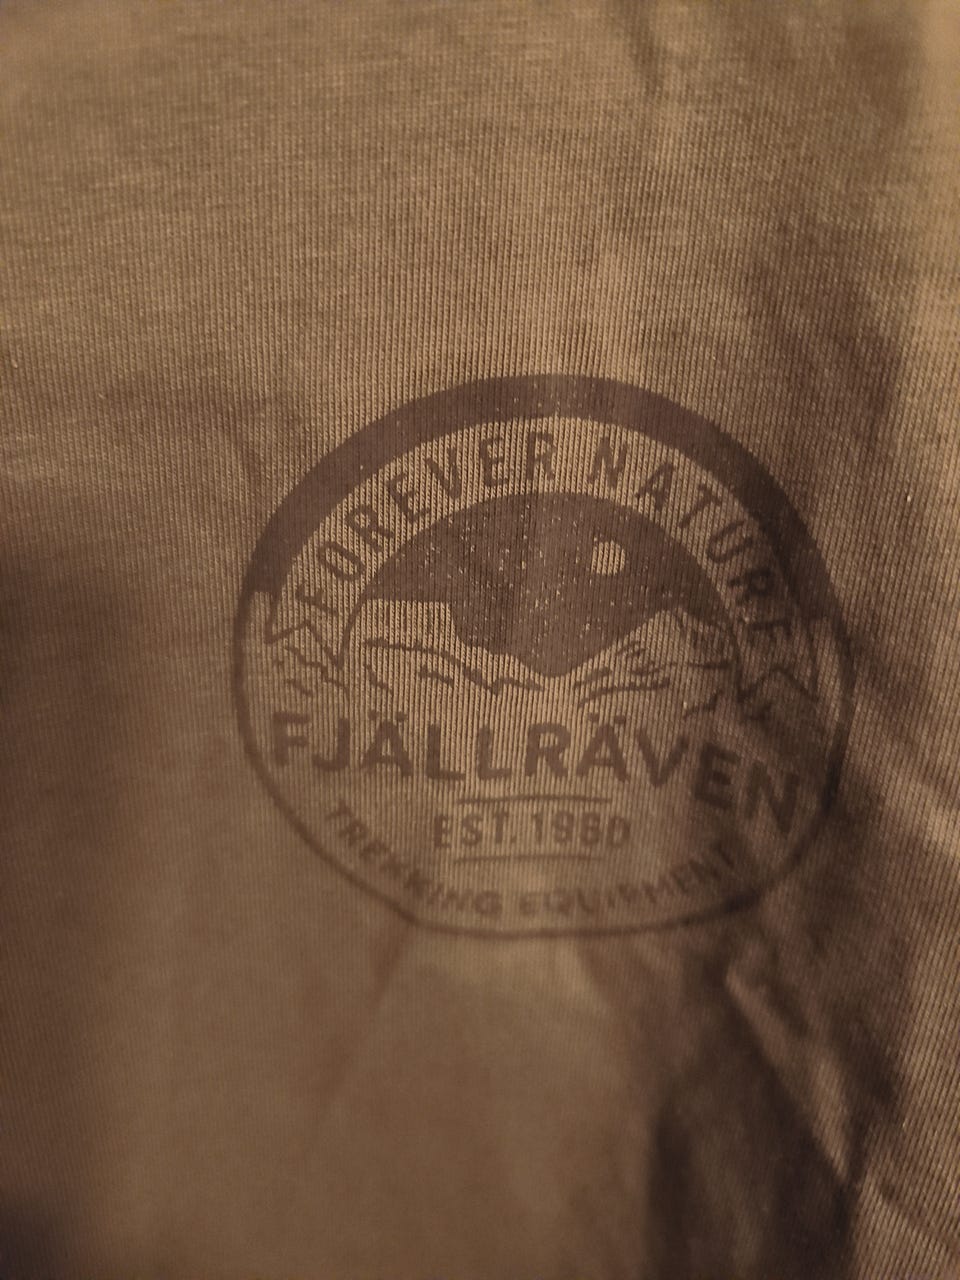 FOREVER NATURE
FJÄLLRÄVEN
EST. 1960
TREKKING EQUIPMENT